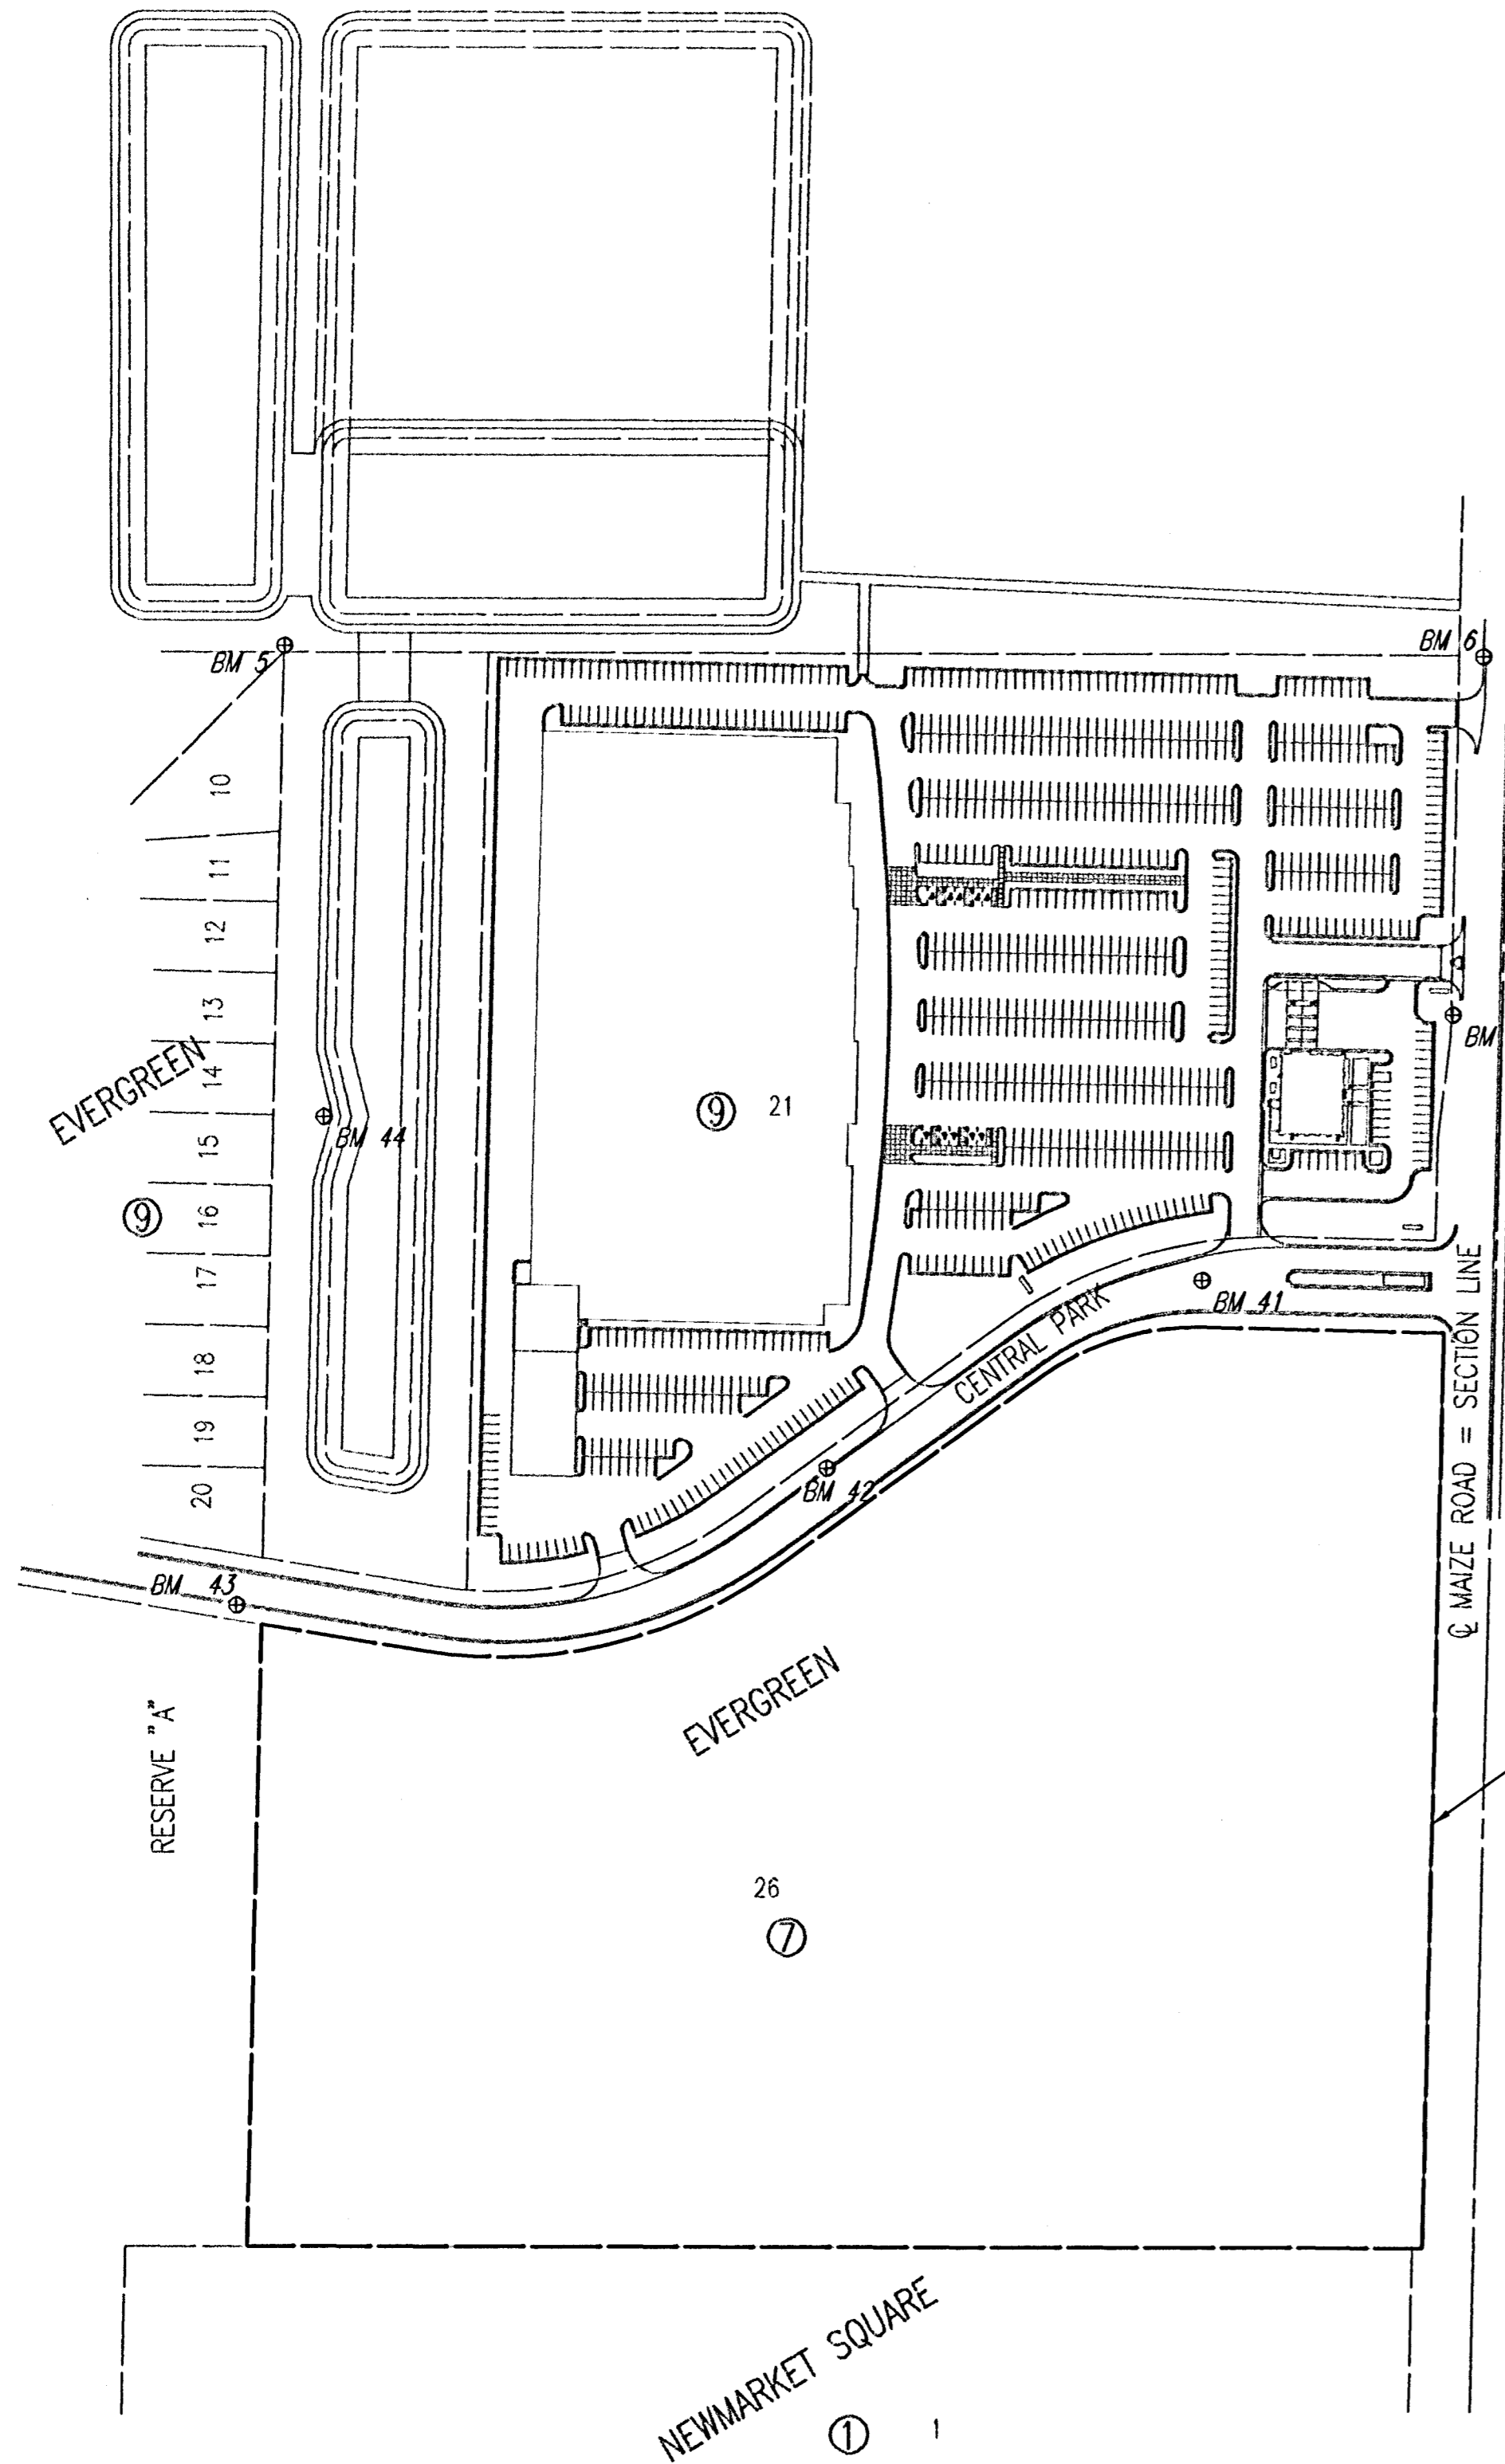 BM 5
BM 6
10
11
12
13
14
15
16
17
18
19
20
EVERGREEN
BM 44
9
9 21
BM
BM 41
CENTRAL PARK
BM 42
BM 43
℄ MAIZE ROAD = SECTION LINE
EVERGREEN
RESERVE "A"
26
7
NEWMARKET SQUARE
1 1